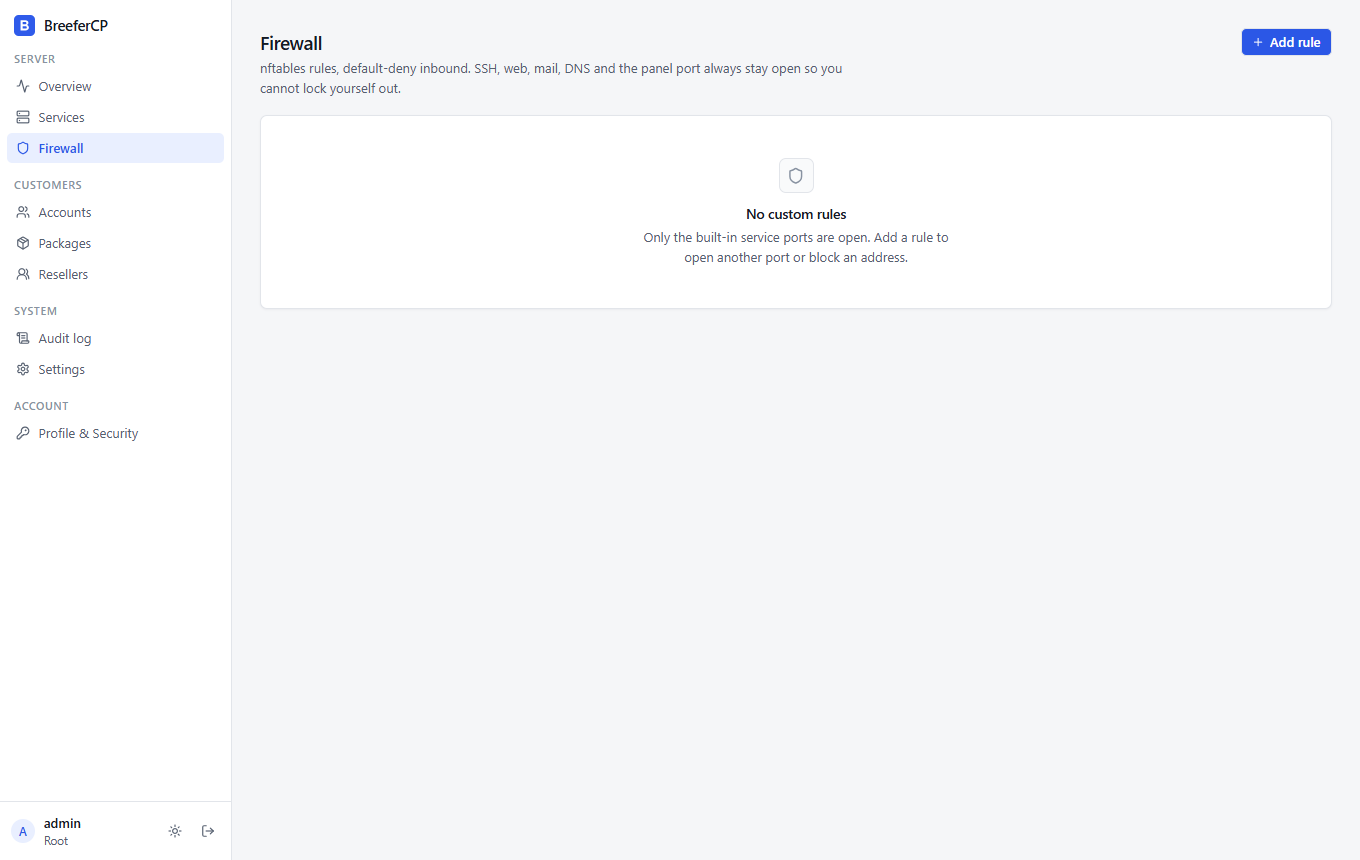 B BreeferCP
SERVER
Overview
Services
Firewall
CUSTOMERS
Accounts
Packages
Resellers
SYSTEM
Audit log
Settings
ACCOUNT
Profile & Security
A admin
Root
Firewall
+ Add rule
nftables rules, default-deny inbound. SSH, web, mail, DNS and the panel port always stay open so you
cannot lock yourself out.
No custom rules
Only the built-in service ports are open. Add a rule to
open another port or block an address.